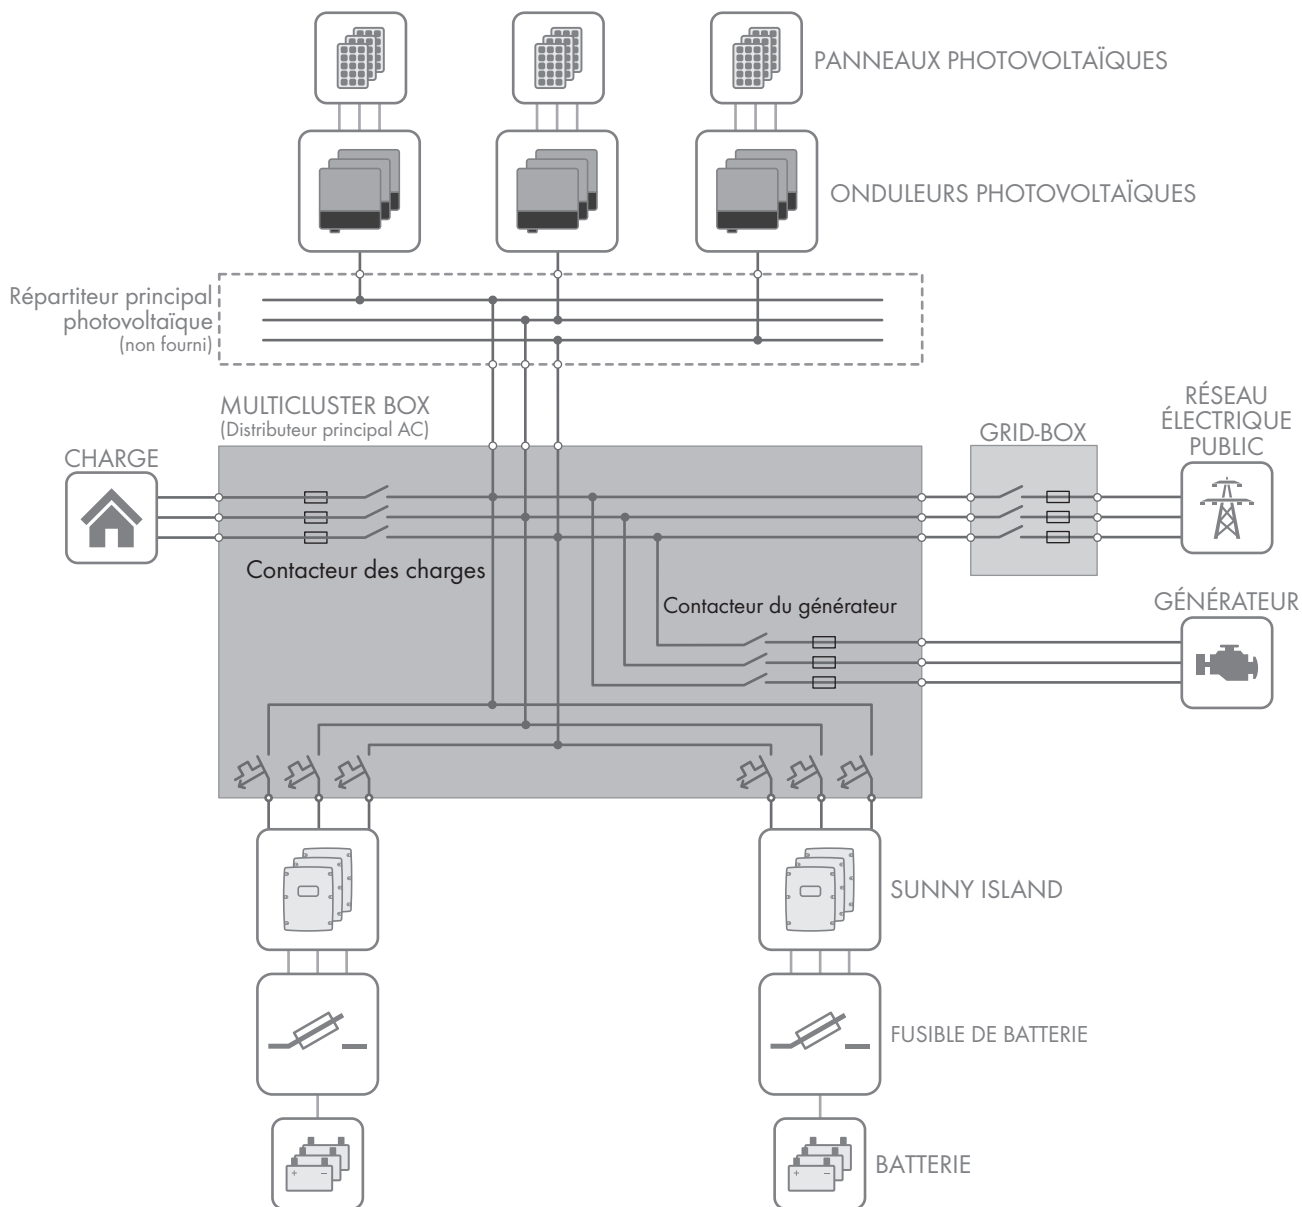 PANNEAUX PHOTOVOLTAÏQUES
ONDULEURS PHOTOVOLTAÏQUES
Répartiteur principal
photovoltaïque
(non fourni)
MULTICLUSTER BOX
(Distributeur principal AC)
RÉSEAU
ÉLECTRIQUE
PUBLIC
GRID-BOX
CHARGE
Contacteur des charges
Contacteur du générateur
GÉNÉRATEUR
SUNNY ISLAND
FUSIBLE DE BATTERIE
BATTERIE